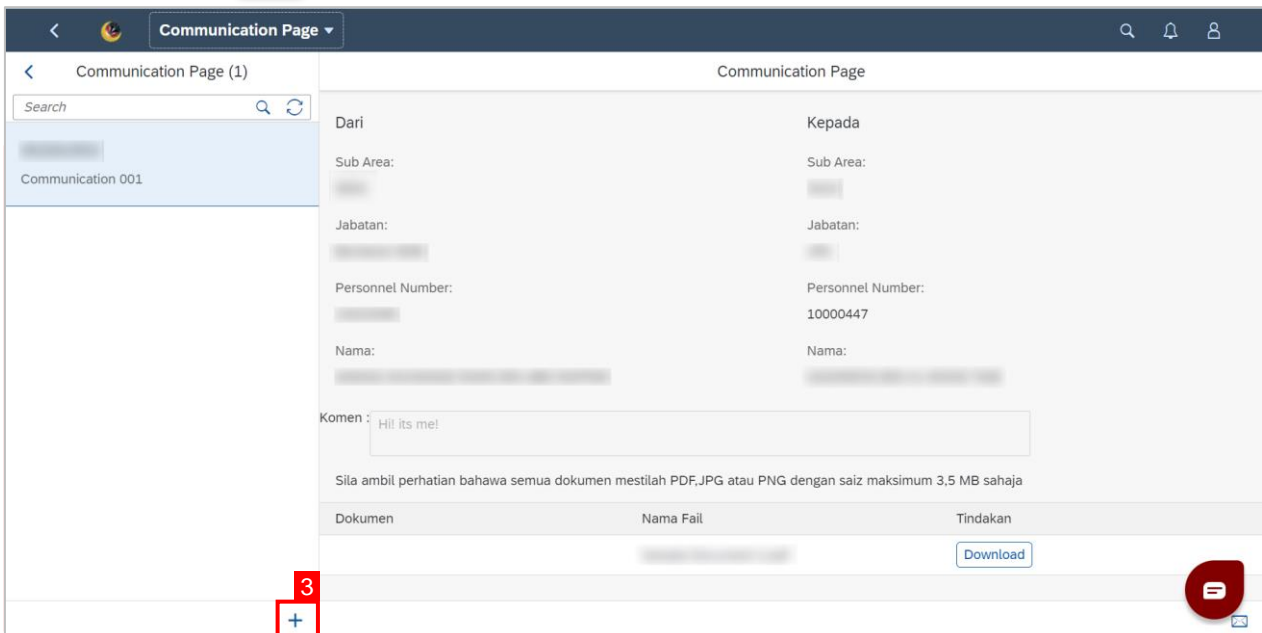 Communication Page
Communication Page (1)
Communication Page
Search
Communication 001
Dari
Kepada
Sub Area:
Sub Area:
Jabatan:
Jabatan:
Personnel Number:
Personnel Number:
10000447
Nama:
Nama:
Komen :
Hi! its me!
Sila ambil perhatian bahawa semua dokumen mestilah PDF,JPG atau PNG dengan saiz maksimum 3,5 MB sahaja
Dokumen Nama Fail Tindakan
Download
3
+